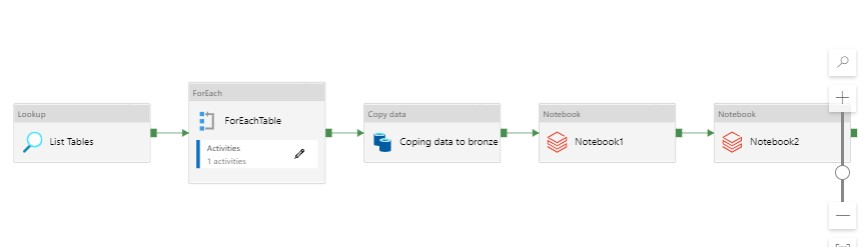 Lookup
List Tables
ForEach
ForEachTable
Activities
1 activities
Copy data
Coping data to bronze
Notebook
Notebook1
Notebook
Notebook2